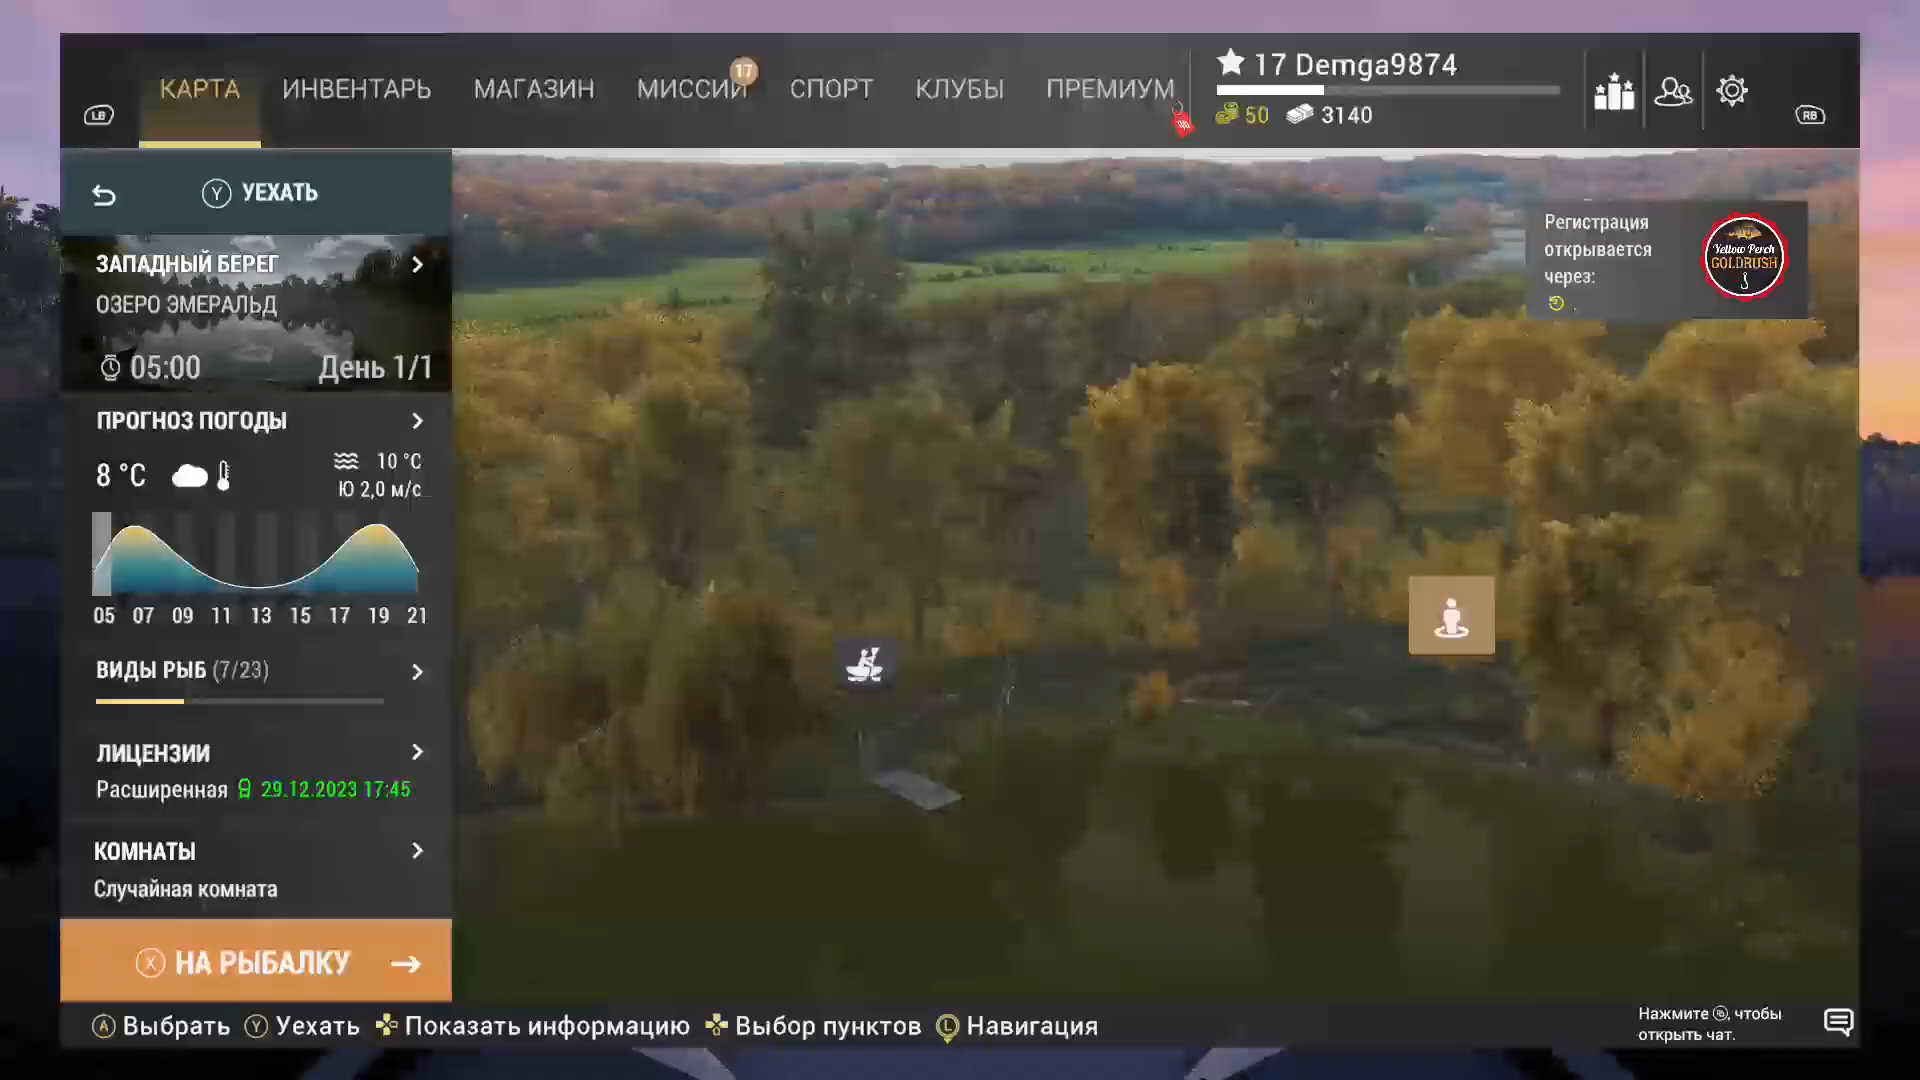 LB
КАРТА
ИНВЕНТАРЬ
МАГАЗИН
МИССИИ
17
СПОРТ
КЛУБЫ
ПРЕМИУМ
%
17 Demga9874
50
3140
RB
Y УЕХАТЬ
ЗАПАДНЫЙ БЕРЕГ
ОЗЕРО ЭМЕРАЛЬД
05:00
День 1/1
ПРОГНОЗ ПОГОДЫ
8 °C
10 °C
Ю 2,0 м/с
05 07 09 11 13 15 17 19 21
ВИДЫ РЫБ (7/23)
ЛИЦЕНЗИИ
Расширенная 29.12.2023 17:45
КОМНАТЫ
Случайная комната
X НА РЫБАЛКУ
Регистрация
открывается
через:
Yellow Perch
GOLDRUSH
A Выбрать Y Уехать Показать информацию Выбор пунктов L Навигация
Нажмите , чтобы
открыть чат.